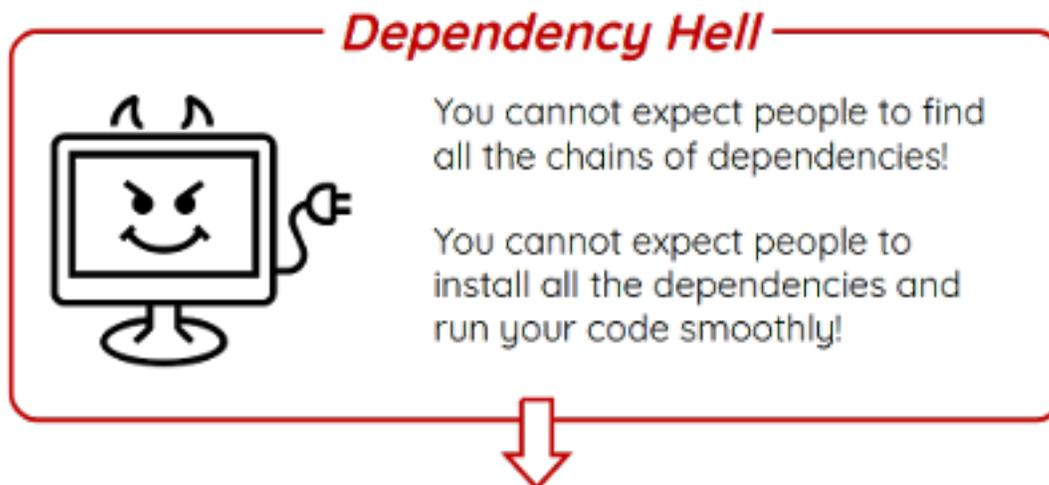 Dependency Hell
You cannot expect people to find
all the chains of dependencies!
You cannot expect people to
install all the dependencies and
run your code smoothly!